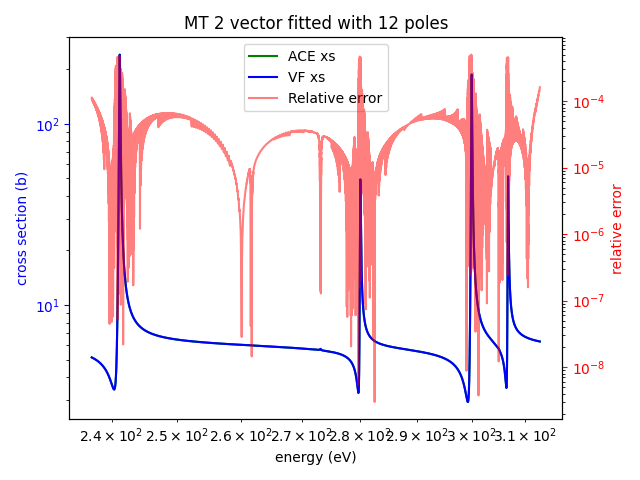 MT 2 vector fitted with 12 poles
ACE xs
VF xs
Relative error
cross section (b)
10²
10¹
relative error
10⁻⁴
10⁻⁵
10⁻⁶
10⁻⁷
10⁻⁸
2.4 × 10² 2.5 × 10² 2.6 × 10² 2.7 × 10² 2.8 × 10² 2.9 × 10² 3 × 10² 3.1 × 10²
energy (eV)